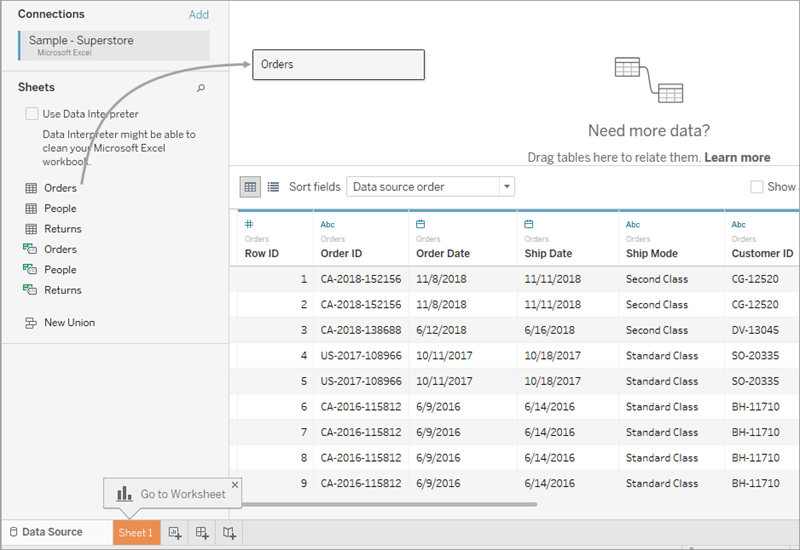 Connections Add
Sample - Superstore
Microsoft Excel
Sheets
Use Data Interpreter
Data Interpreter might be able to
clean your Microsoft Excel
workbook.
Orders
People
Returns
Orders
People
Returns
New Union
Orders
Need more data?
Drag tables here to relate them. Learn more
Sort fields Data source order Show
# Abc Abc Abc
Orders Orders Orders Orders Orders Orders
Row ID Order ID Order Date Ship Date Ship Mode Customer ID
1 CA-2018-152156 11/8/2018 11/11/2018 Second Class CG-12520
2 CA-2018-152156 11/8/2018 11/11/2018 Second Class CG-12520
3 CA-2018-138688 6/12/2018 6/16/2018 Second Class DV-13045
4 US-2017-108966 10/11/2017 10/18/2017 Standard Class SO-20335
5 US-2017-108966 10/11/2017 10/18/2017 Standard Class SO-20335
6 CA-2016-115812 6/9/2016 6/14/2016 Standard Class BH-11710
7 CA-2016-115812 6/9/2016 6/14/2016 Standard Class BH-11710
8 CA-2016-115812 6/9/2016 6/14/2016 Standard Class BH-11710
9 CA-2016-115812 6/9/2016 6/14/2016 Standard Class BH-11710
Go to Worksheet
Data Source Sheet 1